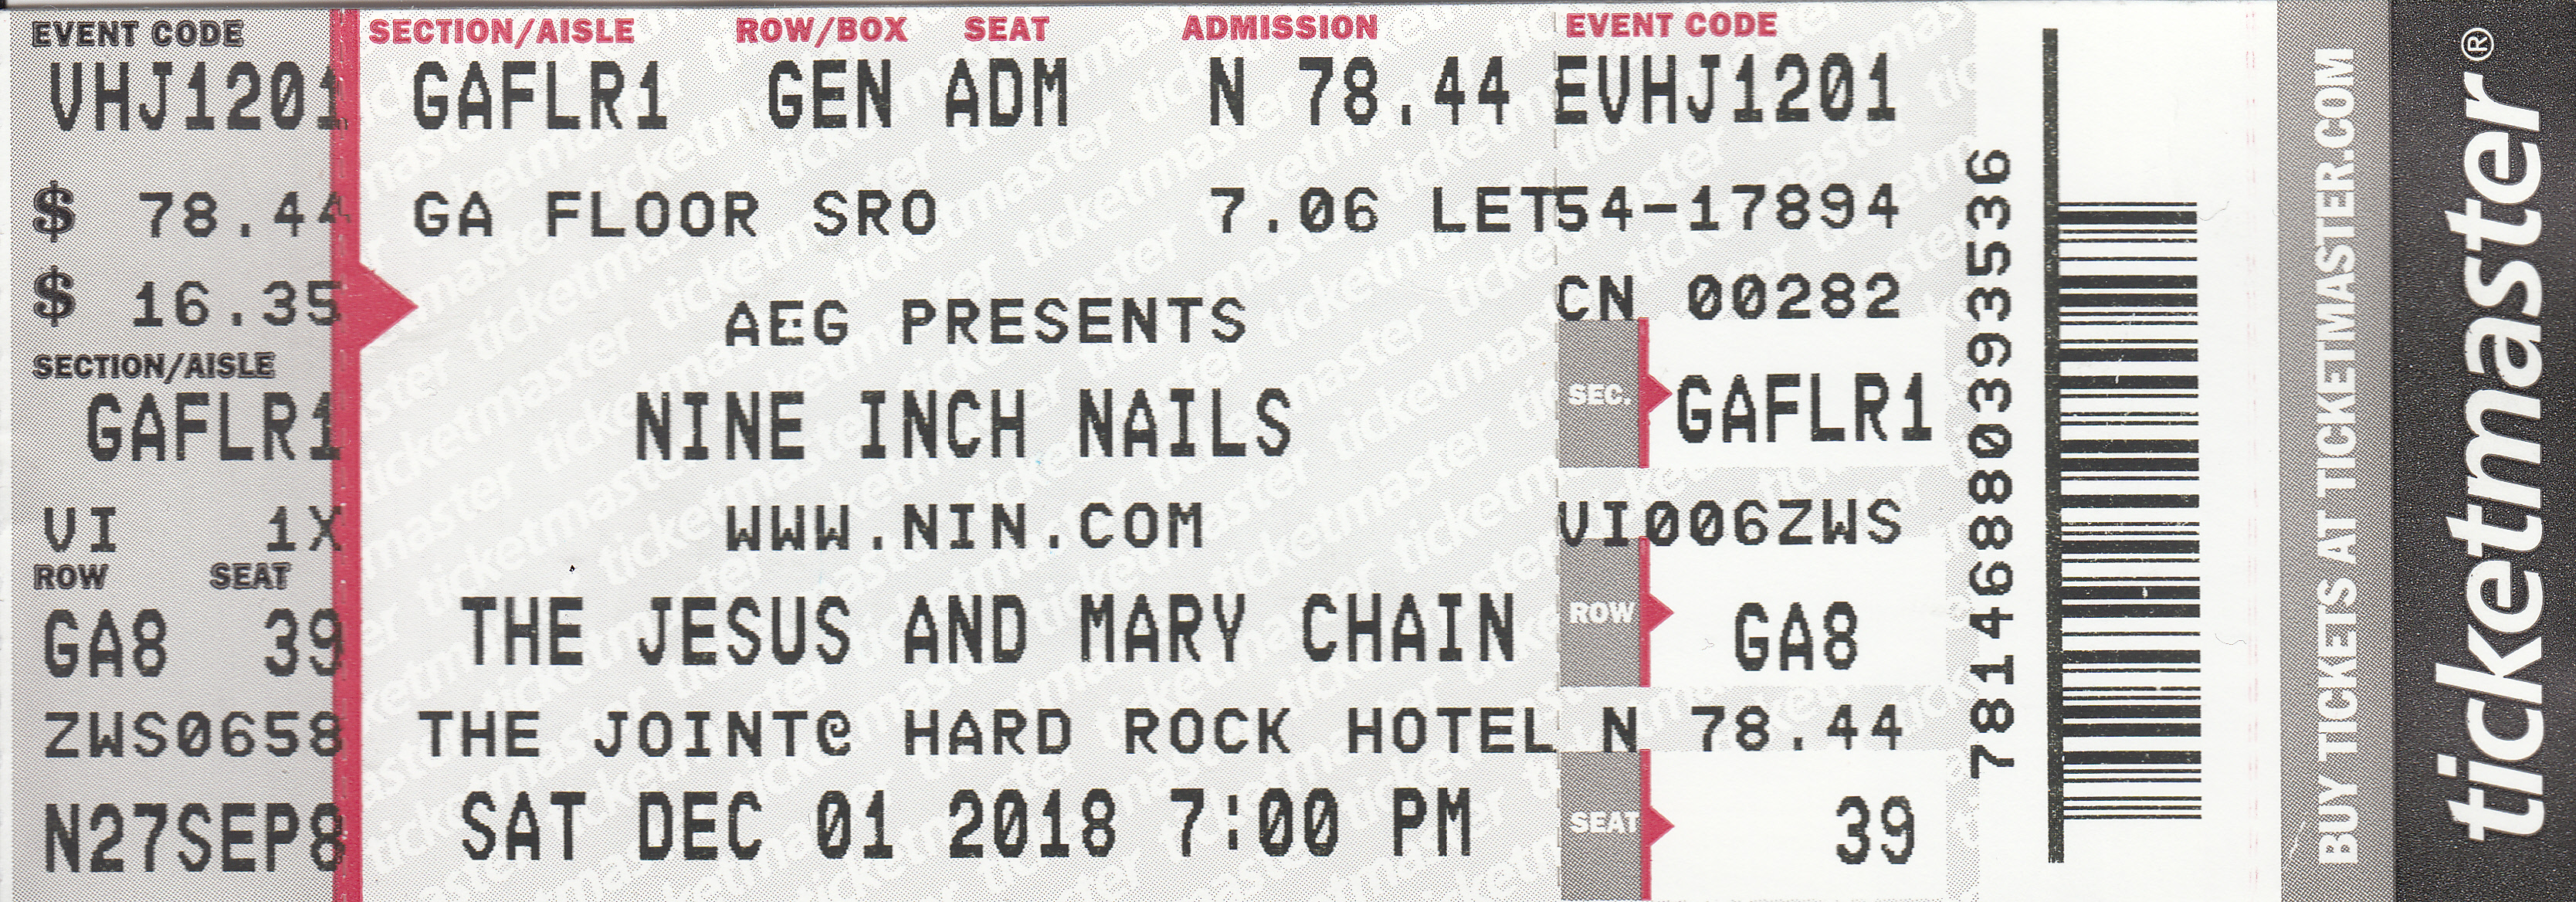 EVENT CODE
VHJ1201
$ 78.44
$ 16.35
SECTION/AISLE
GAFLR1
VI 1X
ROW SEAT
GA8 39
ZWS0658
N27SEP8
SECTION/AISLE ROW/BOX SEAT ADMISSION
GAFLR1 GEN ADM N 78.44
GA FLOOR SRO 7.06 LET
AEG PRESENTS
NINE INCH NAILS
WWW.NIN.COM
THE JESUS AND MARY CHAIN
THE JOINT@ HARD ROCK HOTEL
SAT DEC 01 2018 7:00 PM
EVENT CODE
EVHJ1201
54-17894
CN 00282
SEC. GAFLR1
VI006ZWS
ROW GA8
N 78.44
SEAT 39
781468803935​36
BUY TICKETS AT TICKETMASTER.COM
ticketmaster®